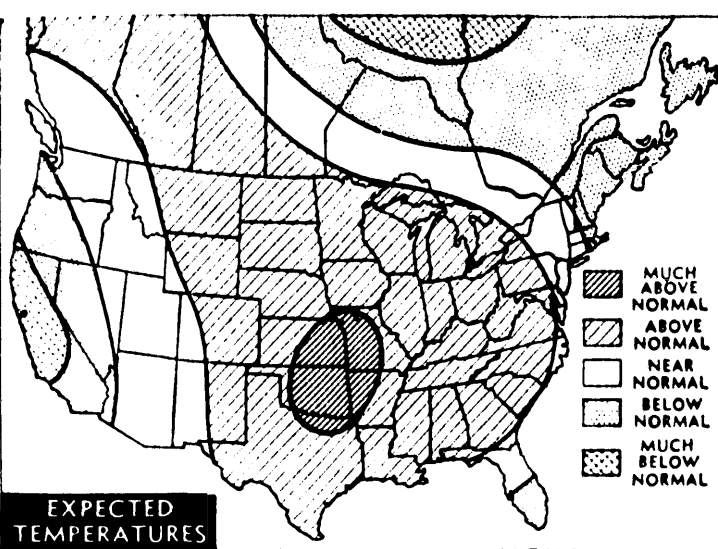 MUCH
ABOVE
NORMAL
ABOVE
NORMAL
NEAR
NORMAL
BELOW
NORMAL
MUCH
BELOW
NORMAL
EXPECTED
TEMPERATURES